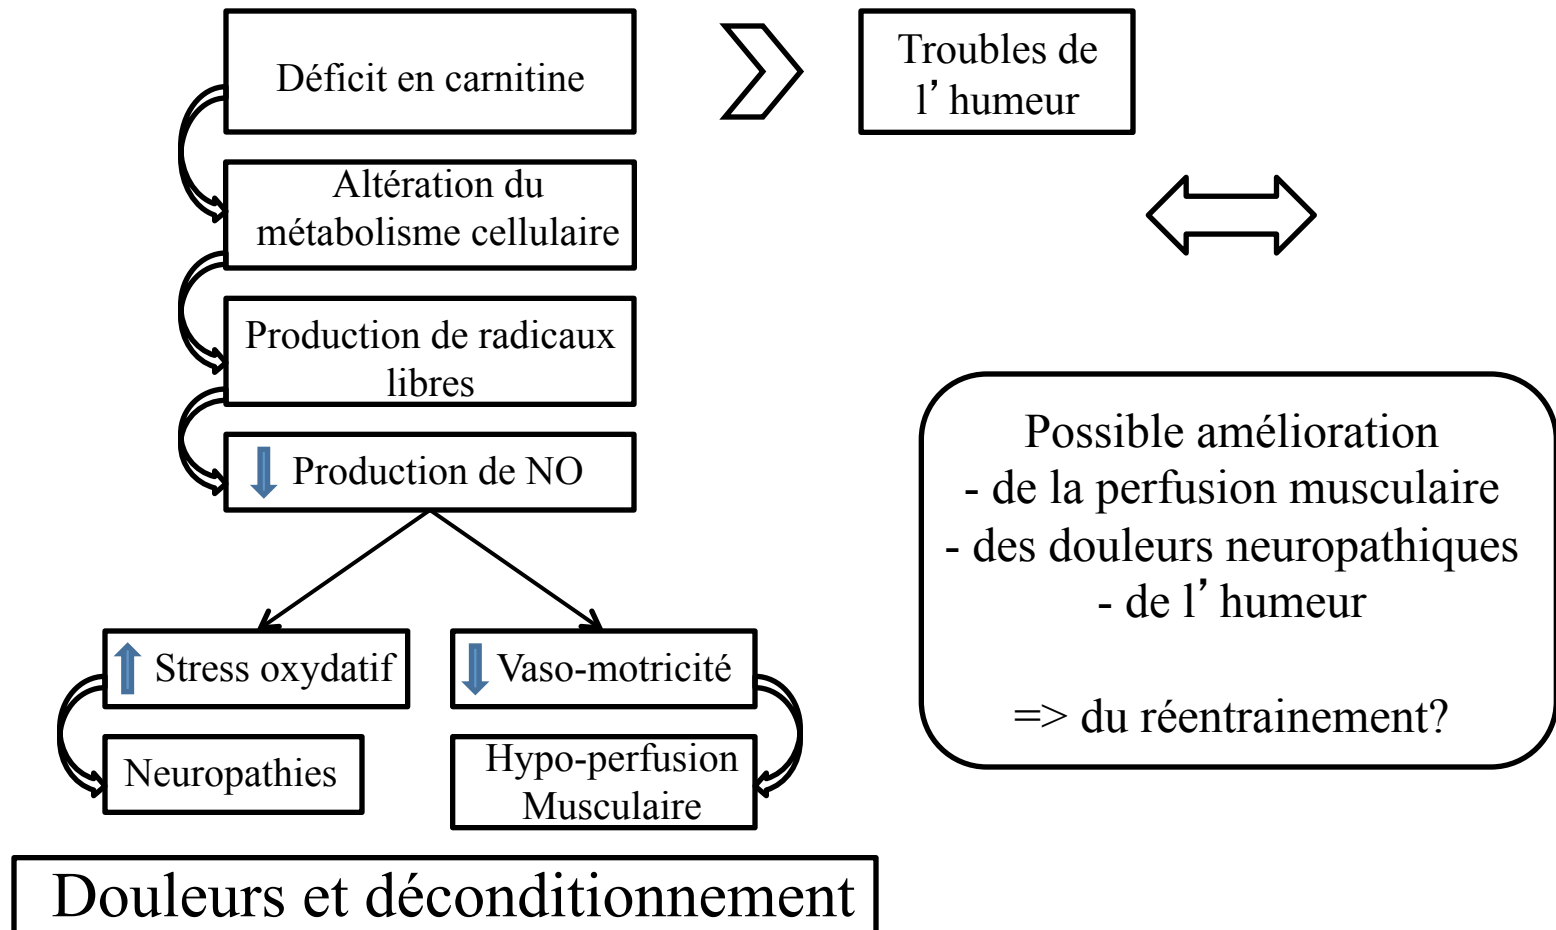 Déficit en carnitine
Troubles de
l’ humeur
Altération du
métabolisme cellulaire
Production de radicaux
libres
Production de NO
Stress oxydatif
Vaso-motricité
Neuropathies
Hypo-perfusion
Musculaire
Douleurs et déconditionnement
Possible amélioration
- de la perfusion musculaire
- des douleurs neuropathiques
- de l’ humeur
=> du réentrainement?